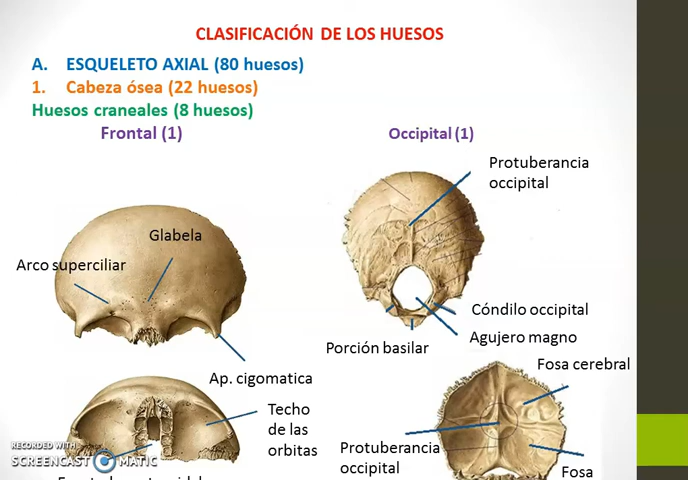 CLASIFICACIÓN DE LOS HUESOS
A. ESQUELETO AXIAL (80 huesos)
1. Cabeza ósea (22 huesos)
Huesos craneales (8 huesos)
Frontal (1)
Occipital (1)
Protuberancia
occipital
Glabela
Arco superciliar
Cóndilo occipital
Agujero magno
Porción basilar
Ap. cigomatica
Fosa cerebral
Techo
de las
orbitas
Protuberancia
occipital
Fosa
RECORDED WITH
SCREENCAST MATIC